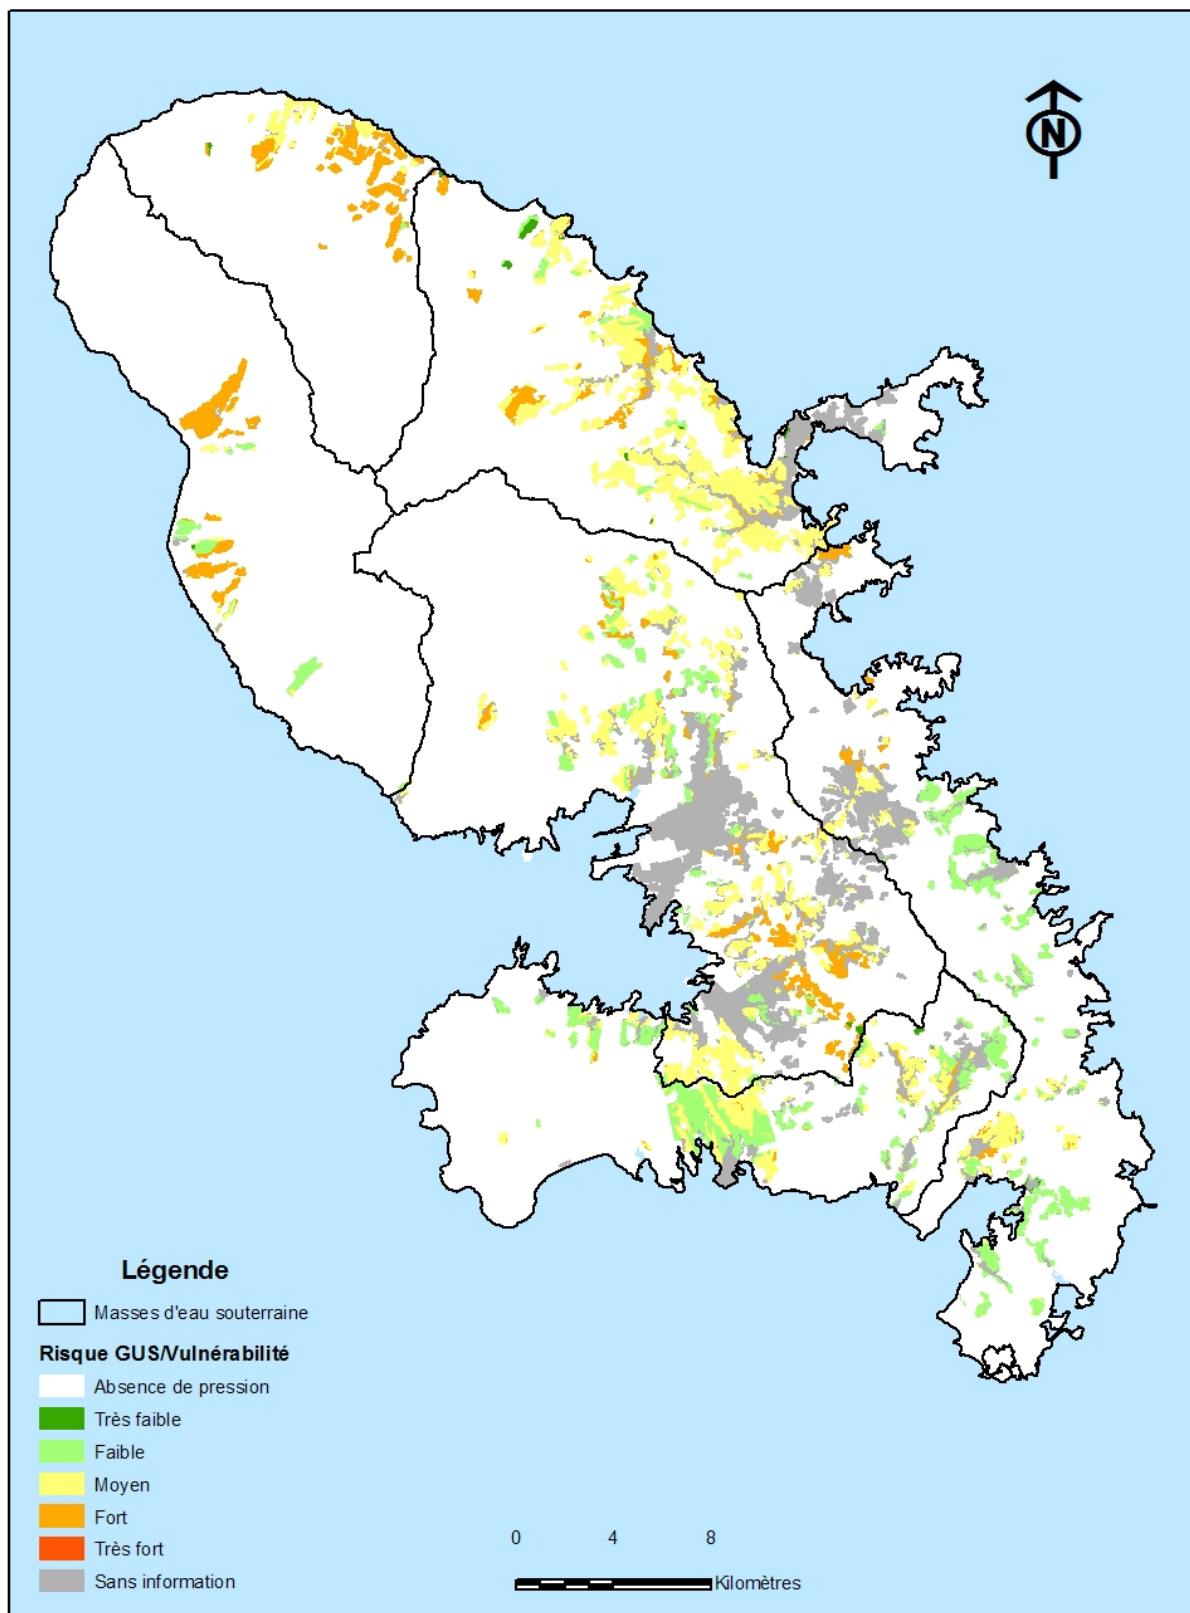 N
Légende
Masses d'eau souterraine
Risque GUS/Vulnérabilité
Absence de pression
Très faible
Faible
Moyen
Fort
Très fort
Sans information
0 4 8
Kilomètres